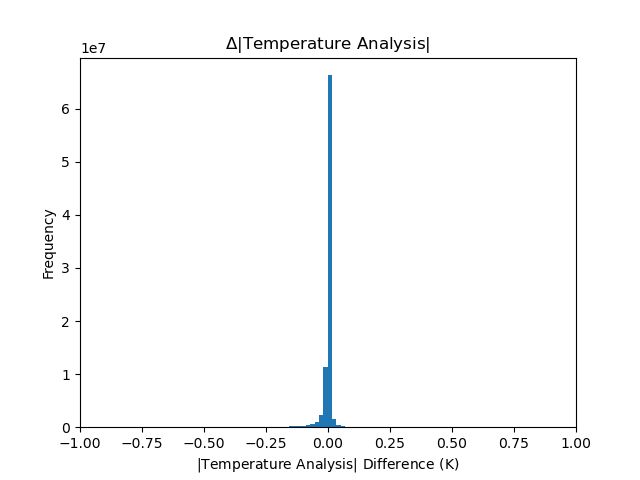 Δ|Temperature Analysis|
1e7
6
5
4
3
2
1
0
Frequency
−1.00 −0.75 −0.50 −0.25 0.00 0.25 0.50 0.75 1.00
|Temperature Analysis| Difference (K)